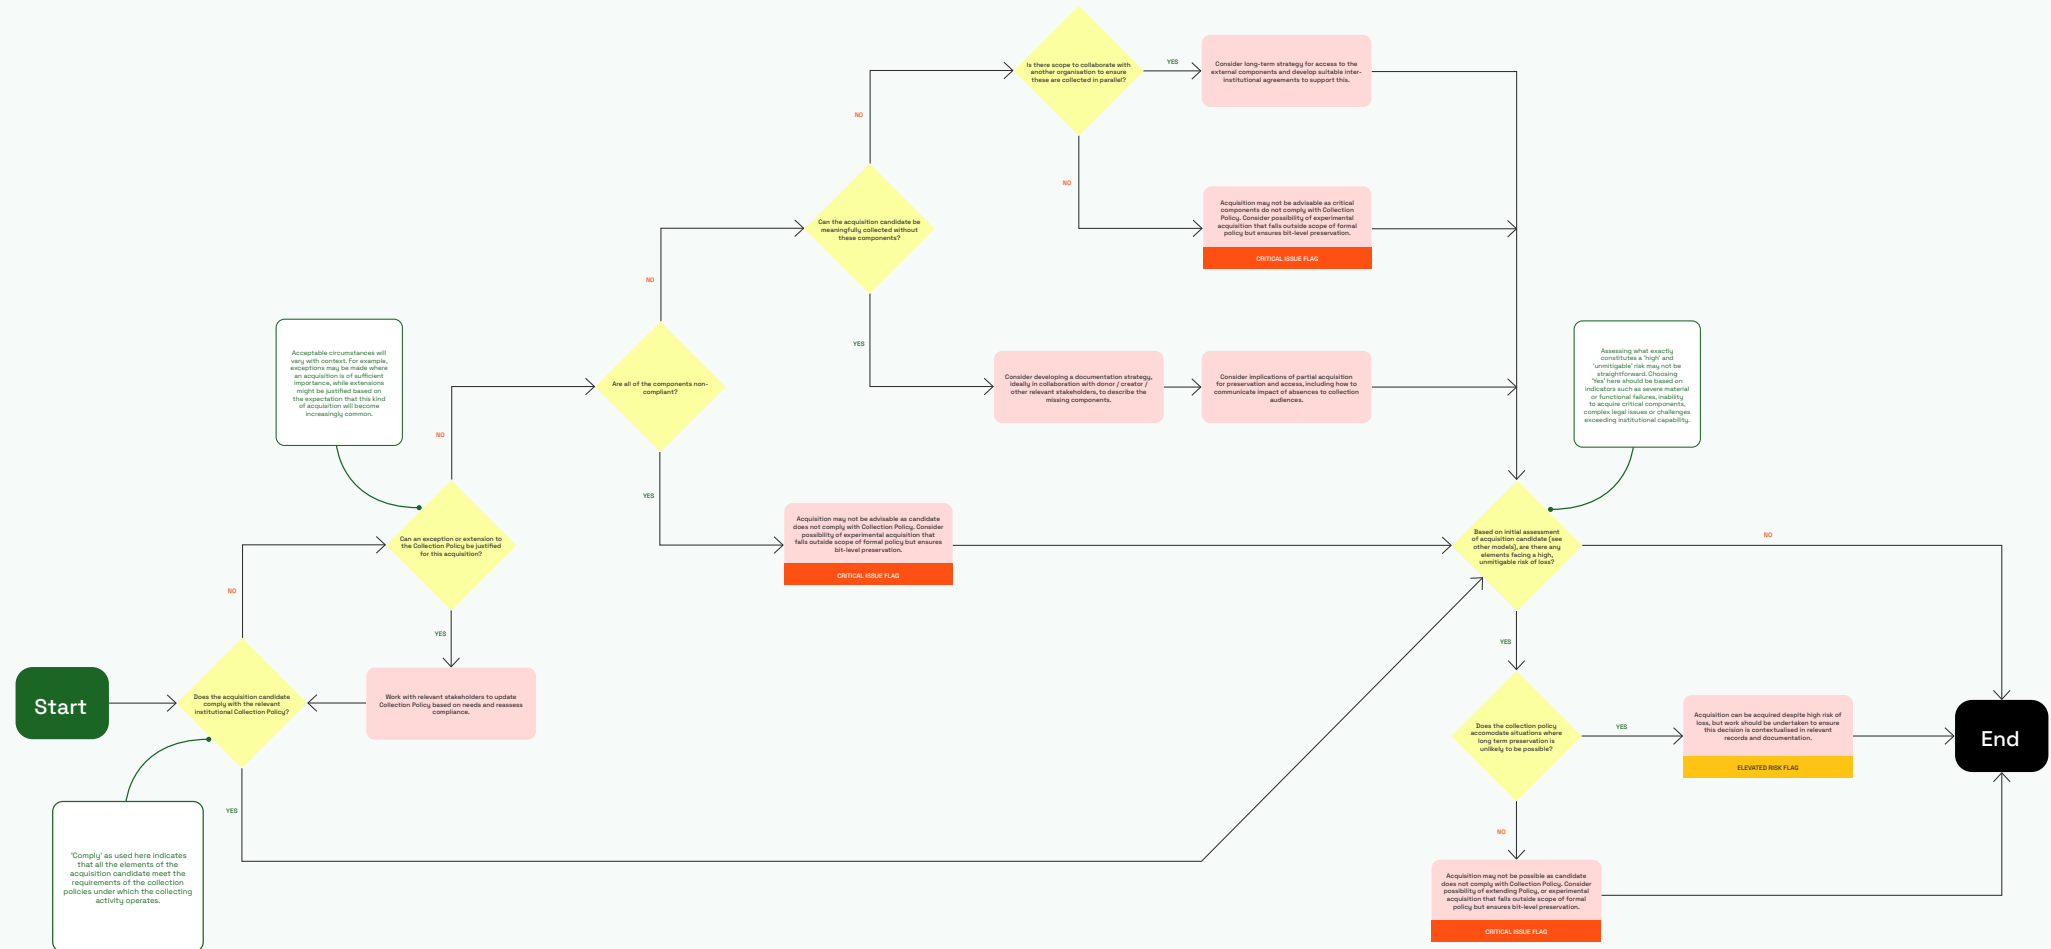 Is there scope to collaborate with
another organisation to ensure
these are collected in parallel?
YES
Consider long-term strategy for access to the
external components and develop suitable inter-
institutional agreements to support this.
NO
NO
Acquisition may not be advisable as critical
components do not comply with Collection
Policy. Consider possibility of experimental
acquisition that falls outside scope of formal
policy but ensures bit-level preservation.
CRITICAL ISSUE FLAG
Can the acquisition candidate be
meaningfully collected without
these components?
NO
YES
Consider developing a documentation strategy,
ideally in collaboration with donor / creator /
other relevant stakeholders, to describe the
missing components.
Consider implications of partial acquisition
for preservation and access, including how to
communicate impact of absences to collection
audiences.
Acceptable circumstances will
vary with context. For example,
exceptions may be made where
an acquisition is of sufficient
importance, while extensions
might be justified based on
the expectation that this kind
of acquisition will become
increasingly common.
Are all of the components non-
compliant?
Assessing what exactly
constitutes a 'high' and
'unmitigable' risk may not be
straightforward. Choosing
'Yes' here should be based on
indicators such as severe material
or functional failures, inability
to acquire critical components,
complex legal issues or challenges
exceeding institutional capability.
NO
YES
Acquisition may not be advisable as candidate
does not comply with Collection Policy. Consider
possibility of experimental acquisition that
falls outside scope of formal policy but ensures
bit-level preservation.
CRITICAL ISSUE FLAG
Can an exception or extension to
the Collection Policy be justified
for this acquisition?
Based on initial assessment
of acquisition candidate (see
other models), are there any
elements facing a high,
unmitigable risk of loss?
NO
NO
YES
YES
Start
Does the acquisition candidate
comply with the relevant
institutional Collection Policy?
Work with relevant stakeholders to update
Collection Policy based on needs and reassess
compliance.
Does the collection policy
accomodate situations where
long term preservation is
unlikely to be possible?
YES
Acquisition can be acquired despite high risk of
loss, but work should be undertaken to ensure
this decision is contextualised in relevant
records and documentation.
ELEVATED RISK FLAG
End
YES
NO
'Comply' as used here indicates
that all the elements of the
acquisition candidate meet the
requirements of the collection
policies under which the collecting
activity operates.
Acquisition may not be possible as candidate
does not comply with Collection Policy. Consider
possibility of extending Policy, or experimental
acquisition that falls outside scope of formal
policy but ensures bit-level preservation.
CRITICAL ISSUE FLAG